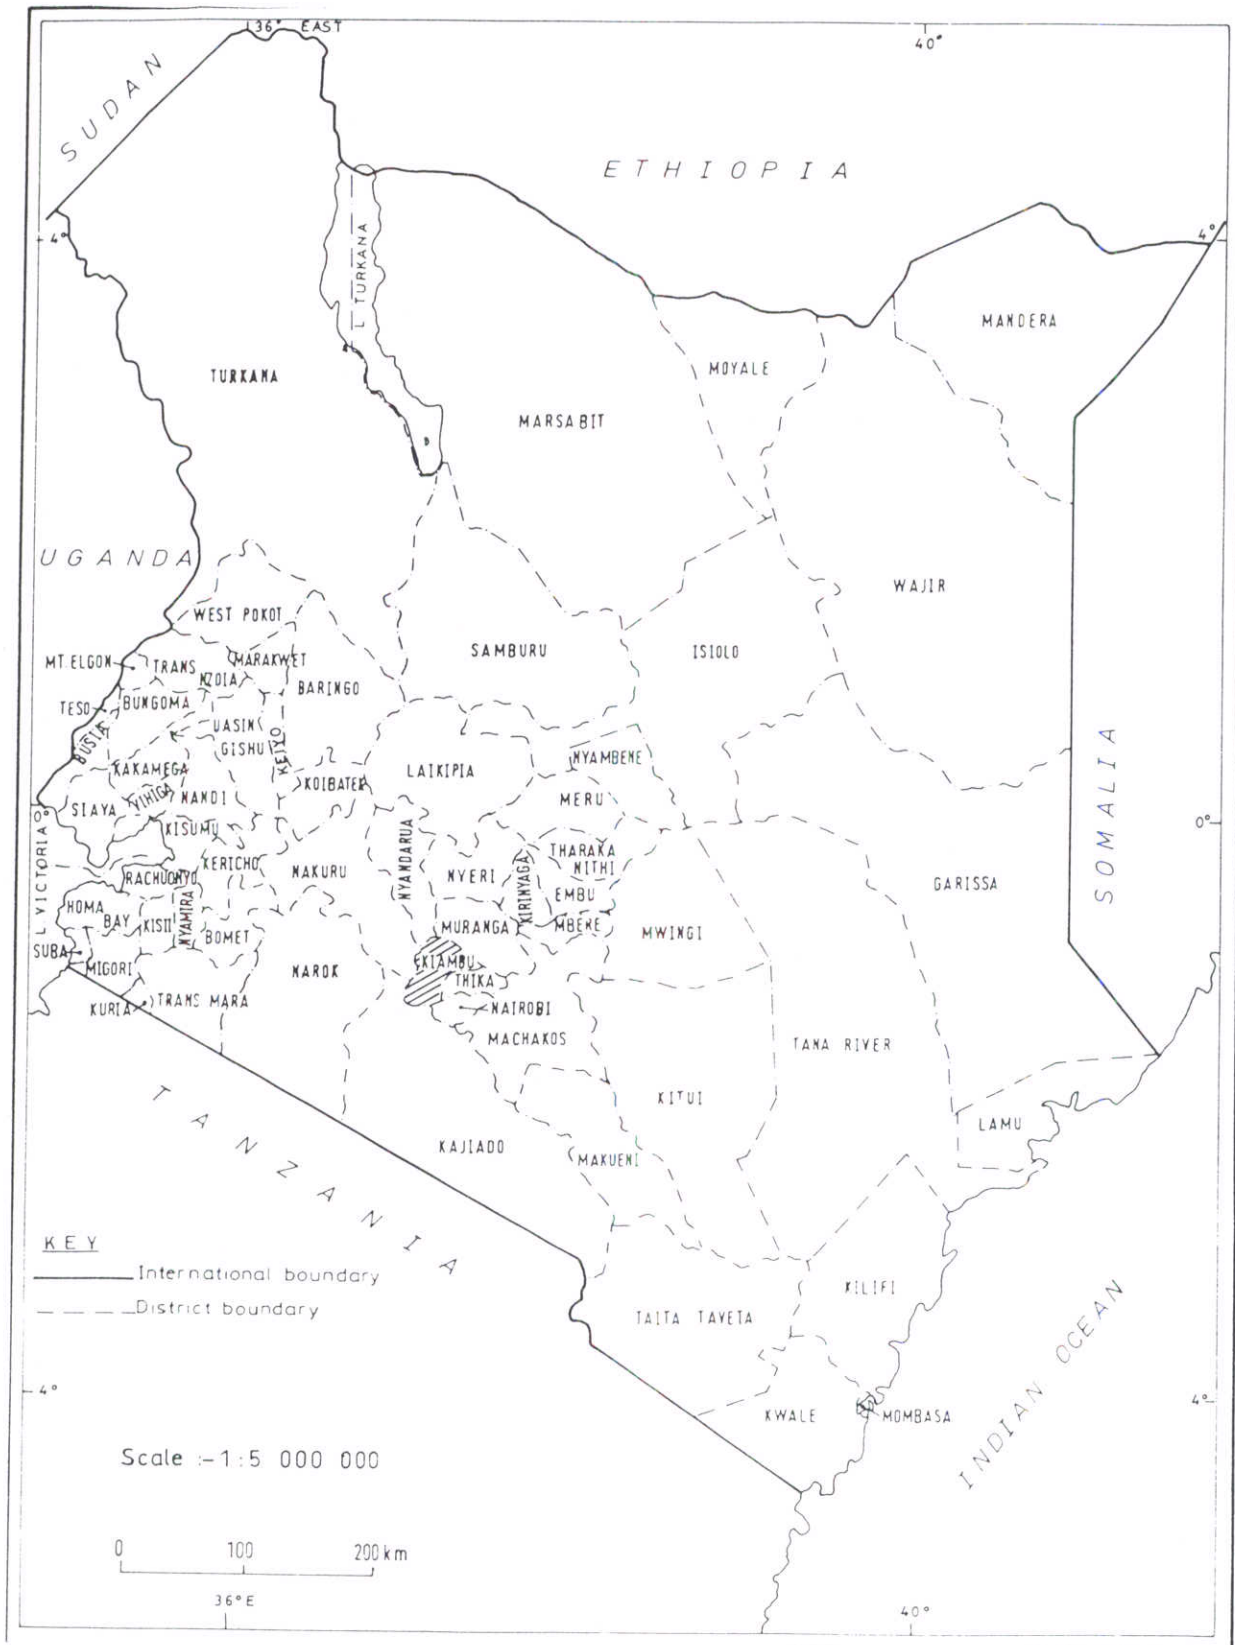 36° EAST
40°
SUDAN
ETHIOPIA
4°
4°
L TURKANA
MANDERA
TURKANA
MOYALE
MARSABIT
UGANDA
WAJIR
WEST POKOT
SAMBURU
ISIOLO
MT.ELGON
TRANS
NZOIA
MARAKWET
BARINGO
TESO
BUNGOMA
UASIN
GISHU
BUSIA
KEIYO
KAKAMEGA
LAIKIPIA
NYAMBENE
KOIBATEK
SIAYA
VIHIGA
NANDI
MERU
SOMALIA
0°
0°
KISUMU
L VICTORIA
NYANDARUA
THARAKA
NITHI
KERICHO
RACHUONYO
NAKURU
NYERI
KIRINYAGA
GARISSA
EMBU
HOMA
BAY
KISII
NYAMIRA
BOMET
MURANGA
MBERE
MWINGI
SUBA
MIGORI
NAROK
KIAMBU
THIKA
KURIA
TRANS MARA
NAIROBI
MACHAKOS
TANA RIVER
KITUI
LAMU
TANZANIA
KAJIADO
MAKUENI
KEY
International boundary
District boundary
KILIFI
TAITA TAVETA
INDIAN OCEAN
4°
4°
KWALE
MOMBASA
Scale :-1:5 000 000
0 100 200 km
36°E
40°